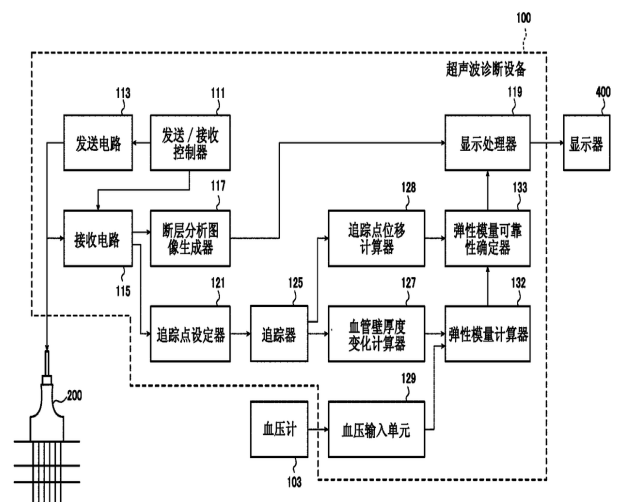 100
超声波诊断设备
113
111
119
400
发送电路
发送／接收
控制器
显示处理器
显示器
117
128
133
接收电路
断层分析图
像生成器
追踪点位移
计算器
弹性模量可靠
性确定器
115
121
125
127
132
追踪点设定器
追踪器
血管壁厚度
变化计算器
弹性模量计算器
200
129
血压计
血压输入单元
103